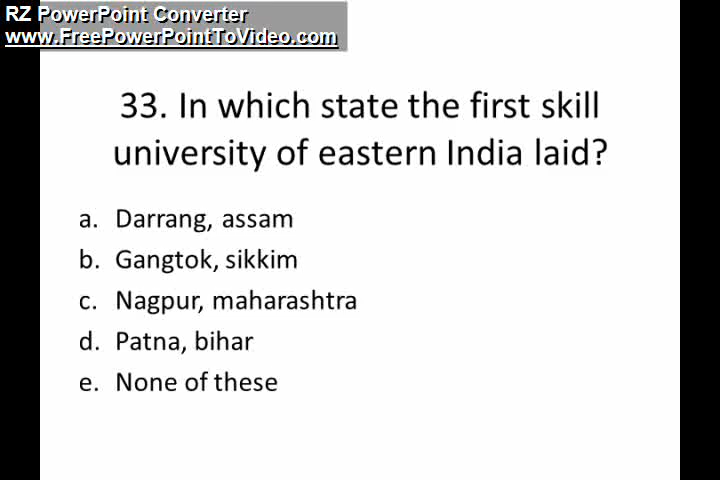 RZ PowerPoint Converter
www.FreePowerPointToVideo.com
33. In which state the first skill
university of eastern India laid?
a. Darrang, assam
b. Gangtok, sikkim
c. Nagpur, maharashtra
d. Patna, bihar
e. None of these